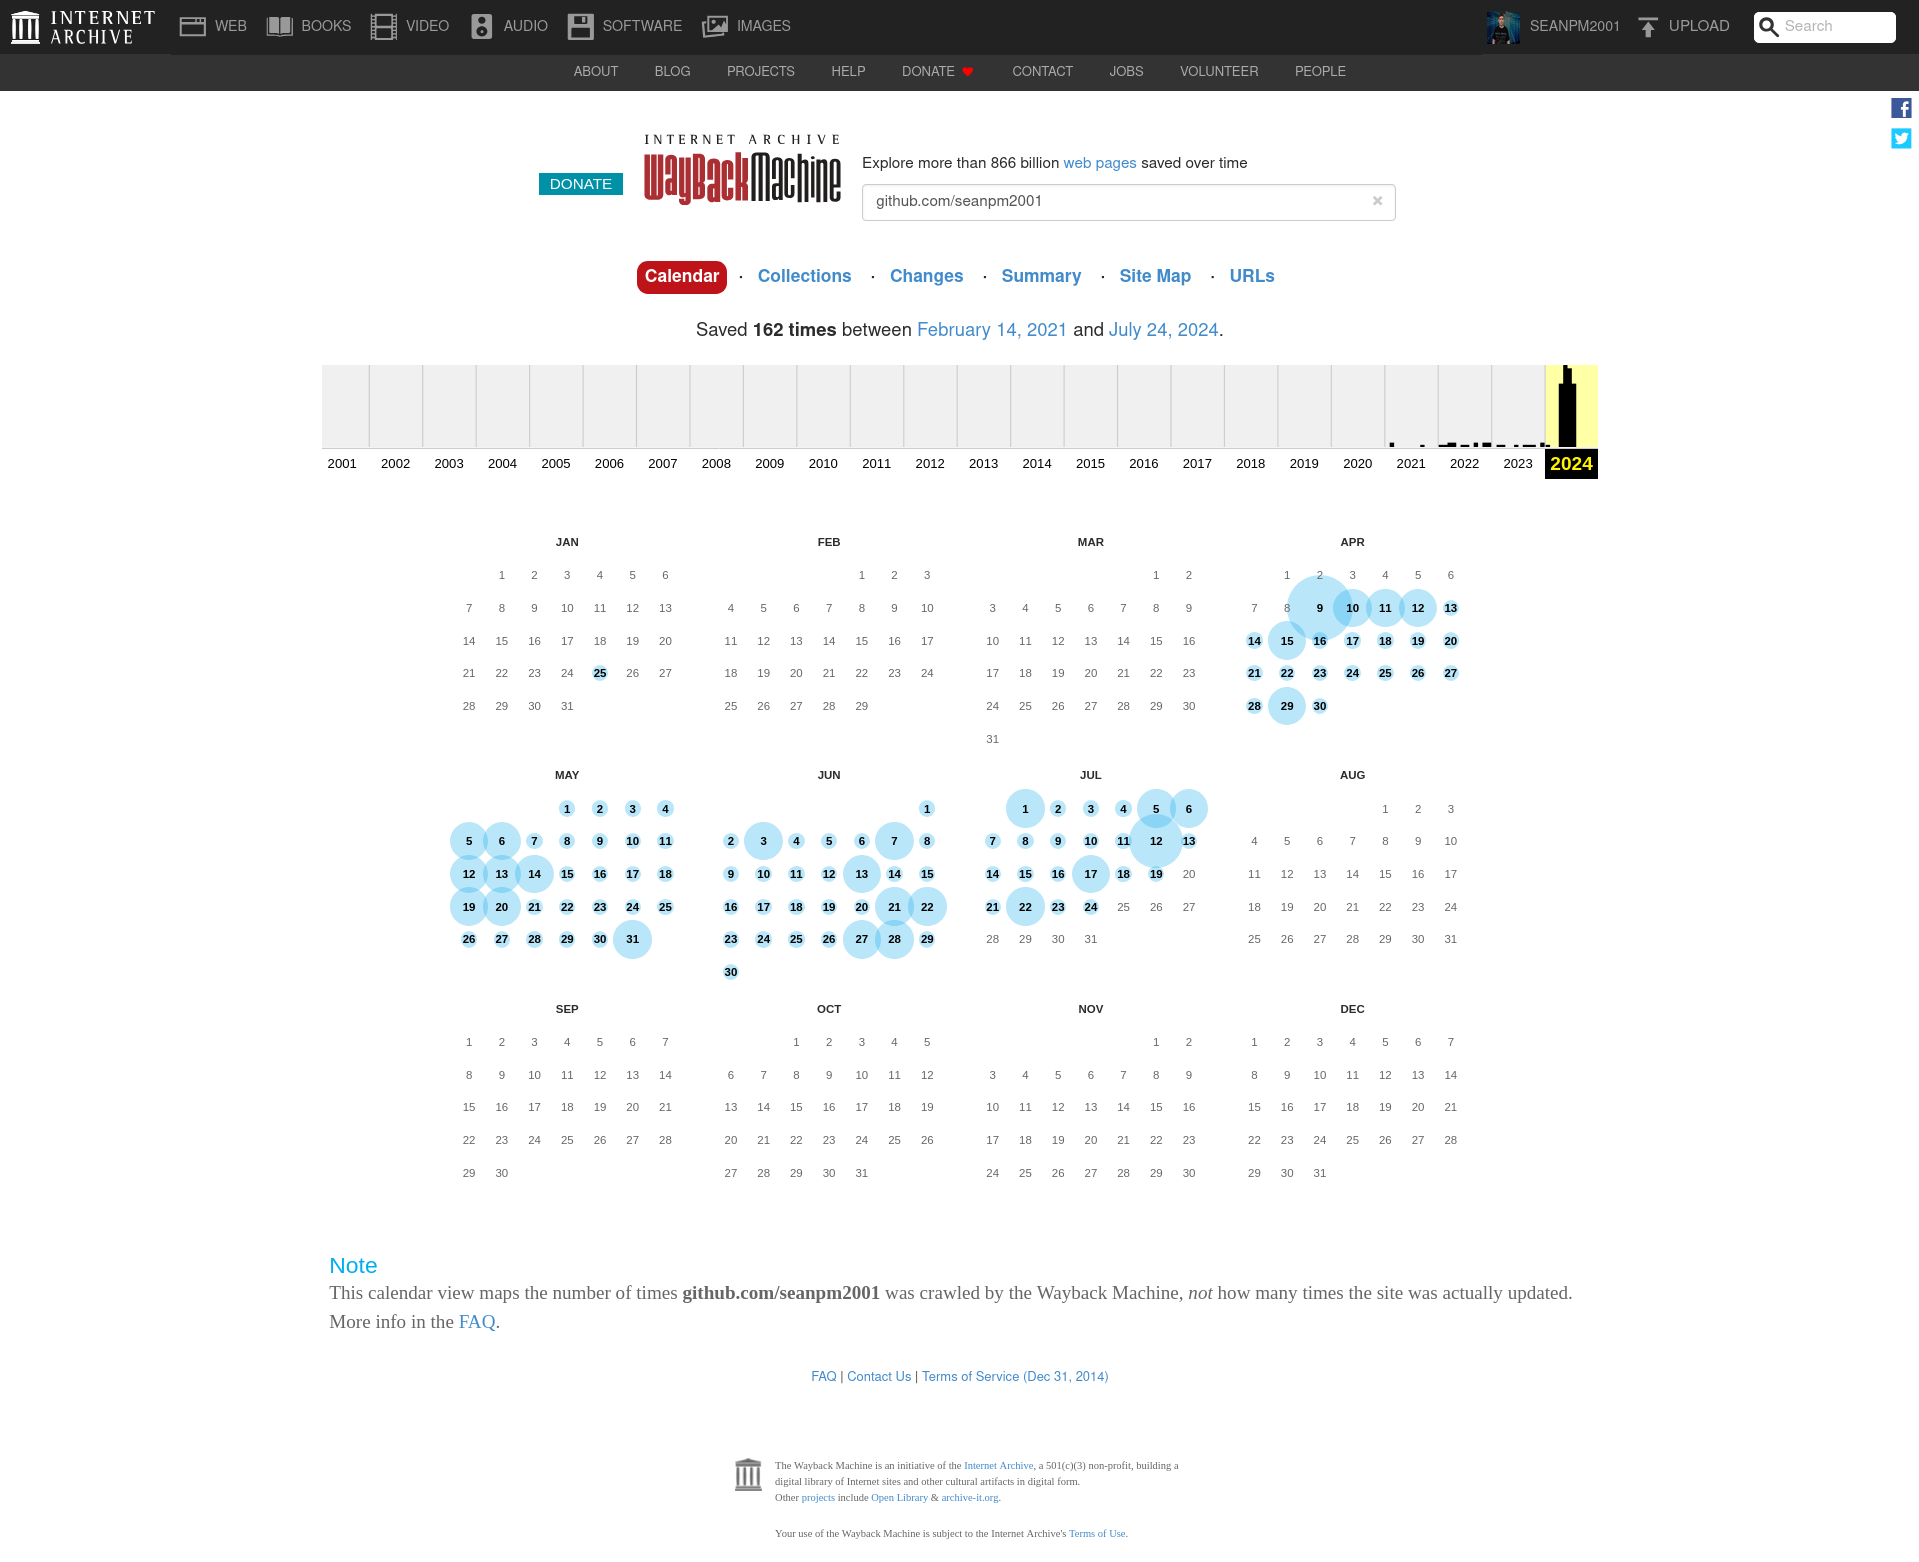 INTERNET ARCHIVE
WEB BOOKS VIDEO AUDIO SOFTWARE IMAGES SEANPM2001 UPLOAD Search
ABOUT BLOG PROJECTS HELP DONATE CONTACT JOBS VOLUNTEER PEOPLE
INTERNET ARCHIVE
WayBackMachine
DONATE
Explore more than 866 billion web pages saved over time
github.com/seanpm2001 ×
Calendar · Collections · Changes · Summary · Site Map · URLs
Saved 162 times between February 14, 2021 and July 24, 2024.
2001 2002 2003 2004 2005 2006 2007 2008 2009 2010 2011 2012 2013 2014 2015 2016 2017 2018 2019 2020 2021 2022 2023 2024
JAN FEB MAR APR
1 2 3 4 5 6 1 2 3 1 2 1 2 3 4 5 6
7 8 9 10 11 12 13 4 5 6 7 8 9 10 3 4 5 6 7 8 9 7 8 9 10 11 12 13
14 15 16 17 18 19 20 11 12 13 14 15 16 17 10 11 12 13 14 15 16 14 15 16 17 18 19 20
21 22 23 24 25 26 27 18 19 20 21 22 23 24 17 18 19 20 21 22 23 21 22 23 24 25 26 27
28 29 30 31 25 26 27 28 29 24 25 26 27 28 29 30 28 29 30
31
MAY JUN JUL AUG
1 2 3 4 1 1 2 3 4 5 6 1 2 3
5 6 7 8 9 10 11 2 3 4 5 6 7 8 7 8 9 10 11 12 13 4 5 6 7 8 9 10
12 13 14 15 16 17 18 9 10 11 12 13 14 15 14 15 16 17 18 19 20 11 12 13 14 15 16 17
19 20 21 22 23 24 25 16 17 18 19 20 21 22 21 22 23 24 25 26 27 18 19 20 21 22 23 24
26 27 28 29 30 31 23 24 25 26 27 28 29 28 29 30 31 25 26 27 28 29 30 31
30
SEP OCT NOV DEC
1 2 3 4 5 6 7 1 2 3 4 5 1 2 1 2 3 4 5 6 7
8 9 10 11 12 13 14 6 7 8 9 10 11 12 3 4 5 6 7 8 9 8 9 10 11 12 13 14
15 16 17 18 19 20 21 13 14 15 16 17 18 19 10 11 12 13 14 15 16 15 16 17 18 19 20 21
22 23 24 25 26 27 28 20 21 22 23 24 25 26 17 18 19 20 21 22 23 22 23 24 25 26 27 28
29 30 27 28 29 30 31 24 25 26 27 28 29 30 29 30 31
Note
This calendar view maps the number of times github.com/seanpm2001 was crawled by the Wayback Machine, not how many times the site was actually updated.
More info in the FAQ.
FAQ | Contact Us | Terms of Service (Dec 31, 2014)
The Wayback Machine is an initiative of the Internet Archive, a 501(c)(3) non-profit, building a
digital library of Internet sites and other cultural artifacts in digital form.
Other projects include Open Library & archive-it.org.
Your use of the Wayback Machine is subject to the Internet Archive's Terms of Use.